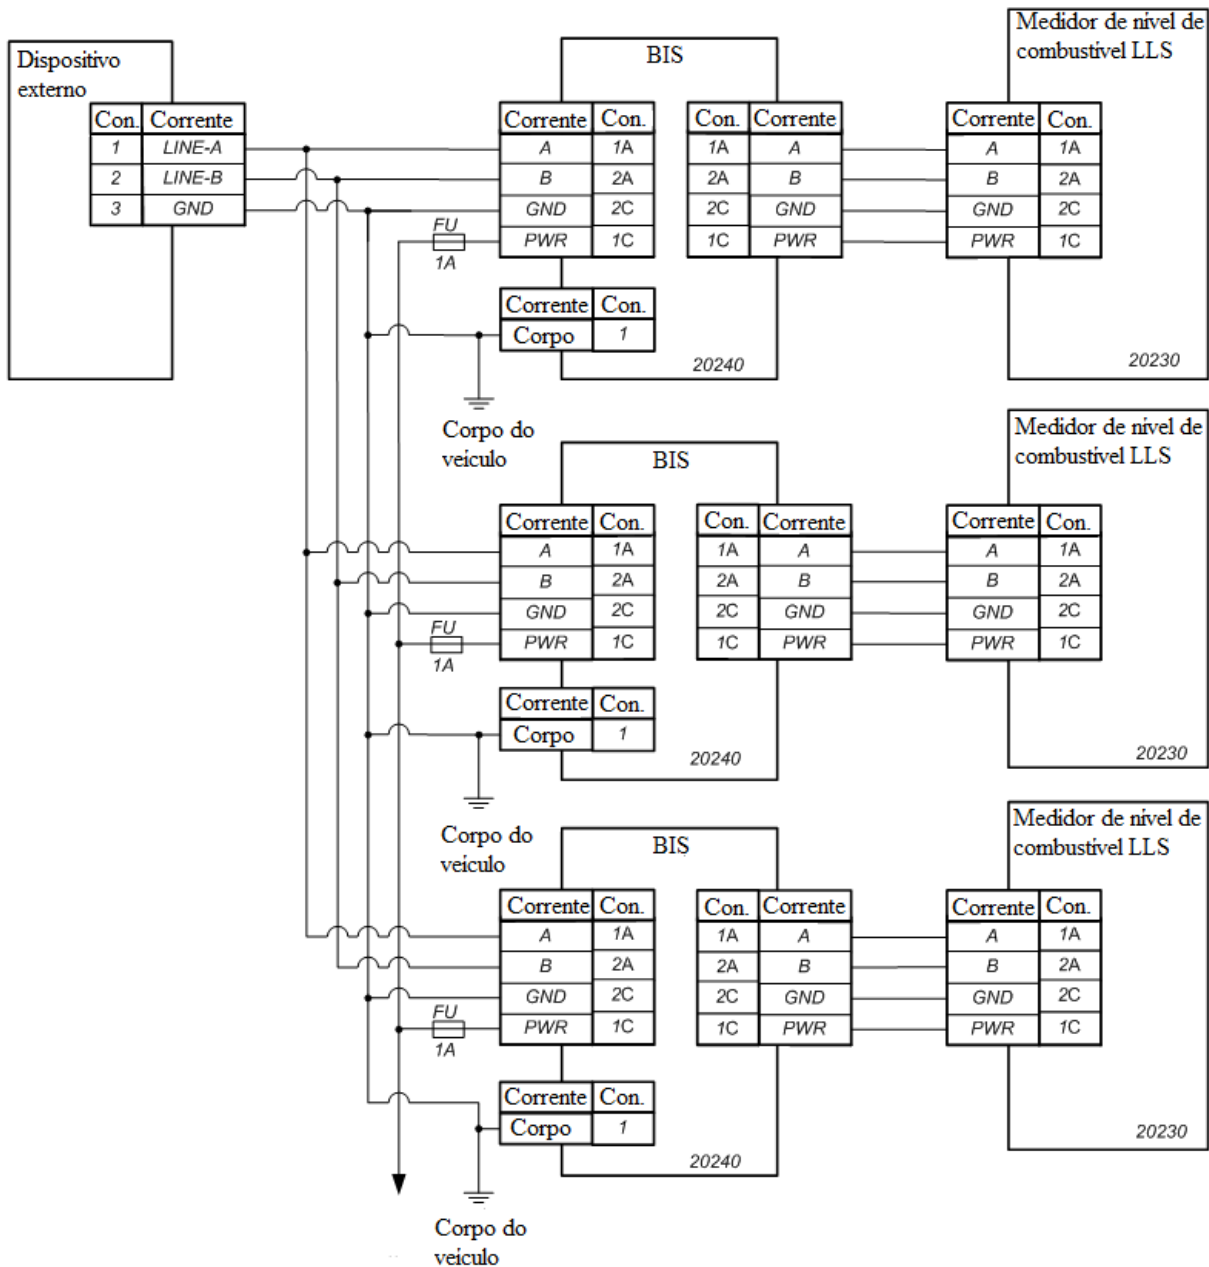 Dispositivo
externo
Con. Corrente
1 LINE-A
2 LINE-B
3 GND
BIS
Corrente Con.
A 1A
B 2A
GND 2C
PWR 1C
FU
1A
Corrente Con.
Corpo 1
20240
Corpo do
veículo
Con. Corrente
1A A
2A B
2C GND
1C PWR
Medidor de nível de
combustível LLS
Corrente Con.
A 1A
B 2A
GND 2C
PWR 1C
20230
BIS
Corrente Con.
A 1A
B 2A
GND 2C
PWR 1C
FU
1A
Corrente Con.
Corpo 1
20240
Corpo do
veículo
Con. Corrente
1A A
2A B
2C GND
1C PWR
Medidor de nível de
combustível LLS
Corrente Con.
A 1A
B 2A
GND 2C
PWR 1C
20230
BIS
Corrente Con.
A 1A
B 2A
GND 2C
PWR 1C
FU
1A
Corrente Con.
Corpo 1
20240
Corpo do
veículo
Con. Corrente
1A A
2A B
2C GND
1C PWR
Medidor de nível de
combustível LLS
Corrente Con.
A 1A
B 2A
GND 2C
PWR 1C
20230